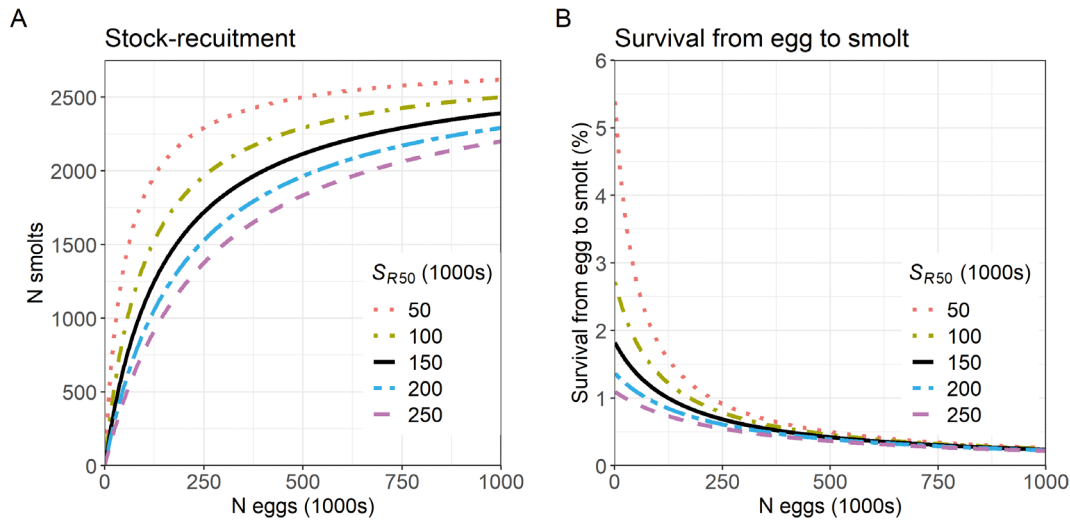 A
Stock-recuitment
2500
2000
1500
1000
500
0
N smolts
0 250 500 750 1000
N eggs (1000s)
S_R50 (1000s)
50
100
150
200
250
B
Survival from egg to smolt
6
5
4
3
2
1
0
Survival from egg to smolt (%)
0 250 500 750 1000
N eggs (1000s)
S_R50 (1000s)
50
100
150
200
250